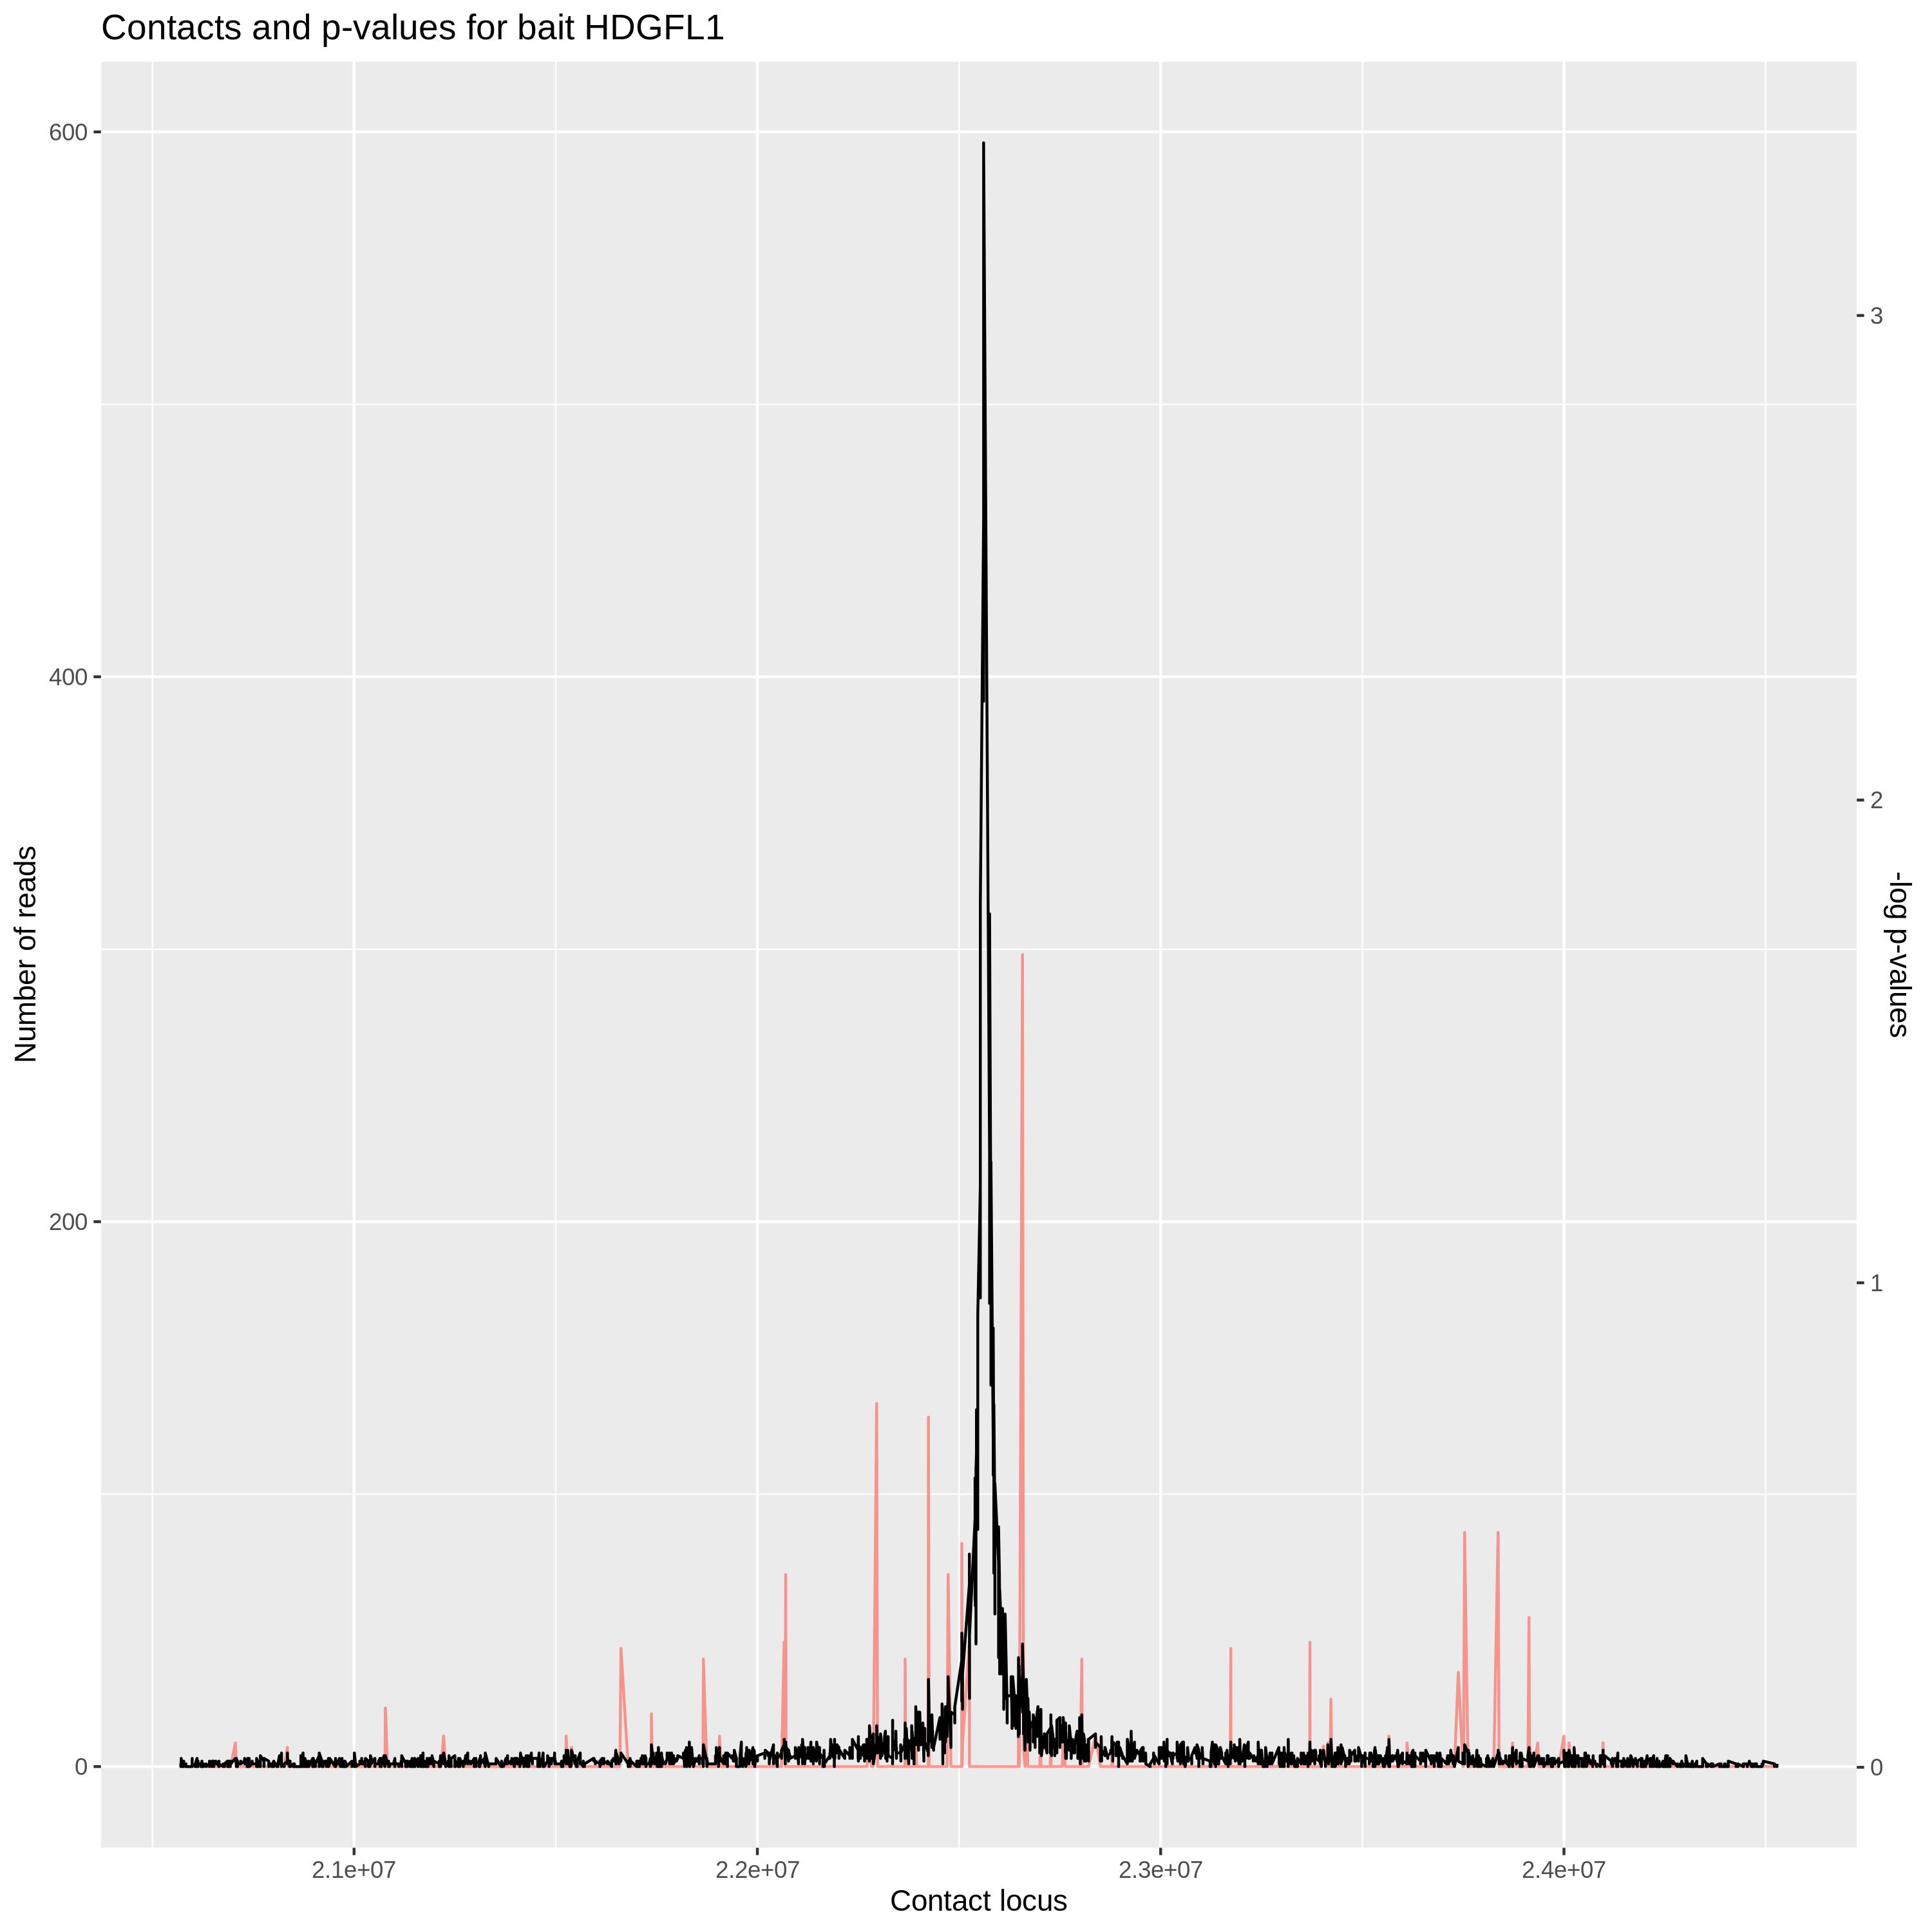 Contacts and p-values for bait HDGFL1
600
400
200
0
Number of reads
3
2
1
0
-log p-values
2.1e+07
2.2e+07
2.3e+07
2.4e+07
Contact locus